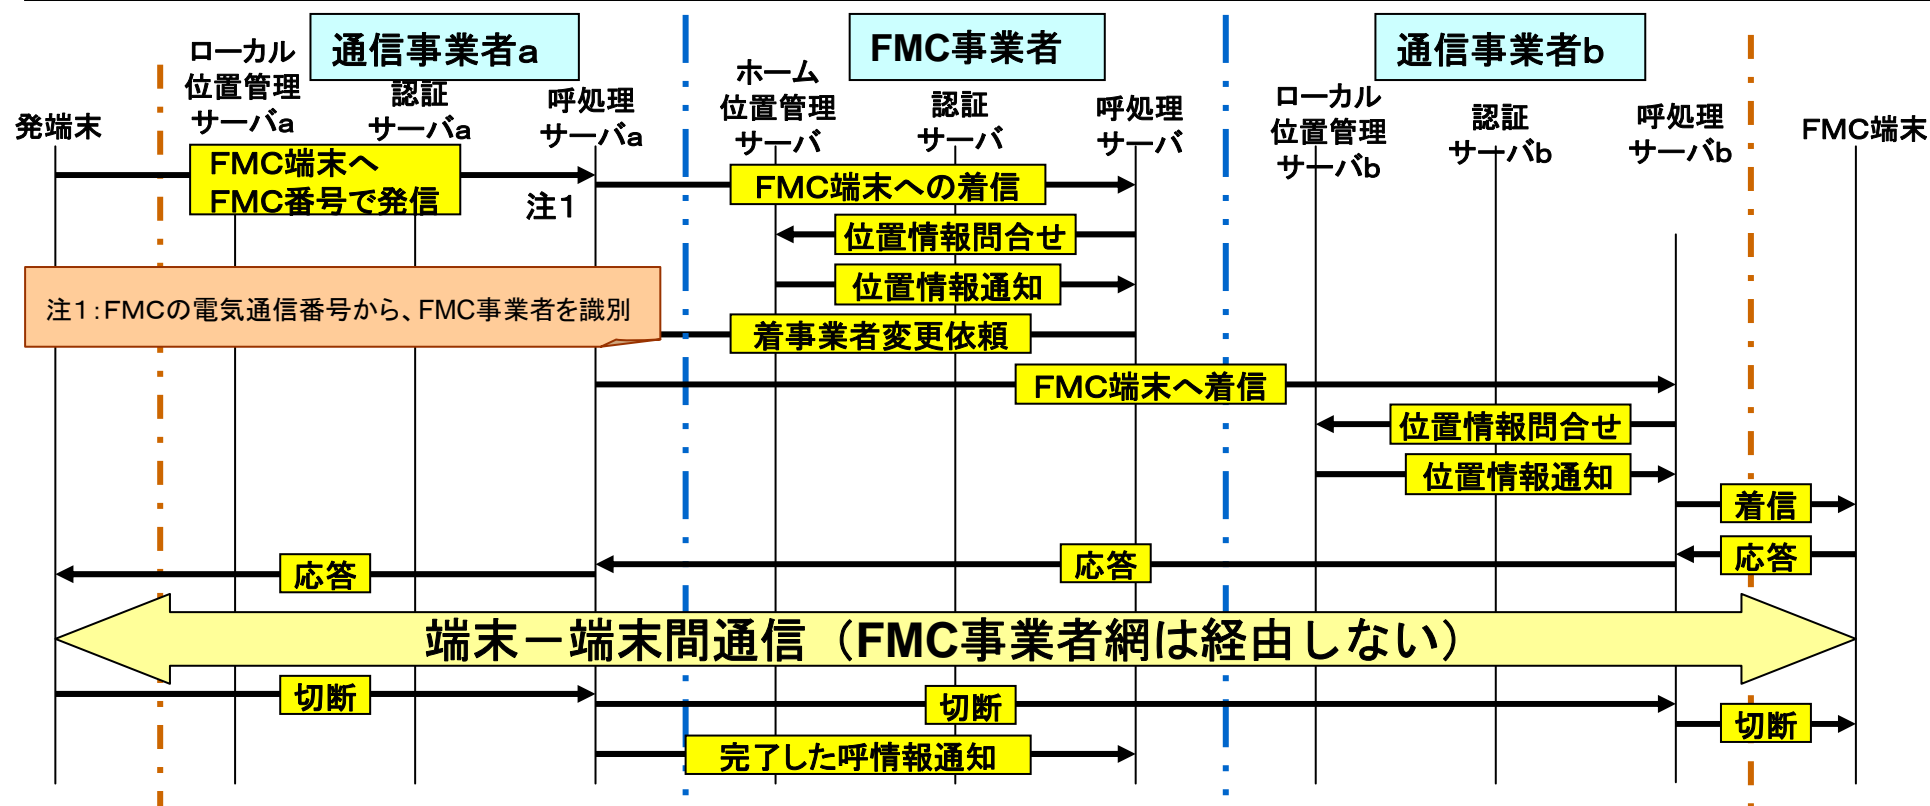 通信事業者a
FMC事業者
通信事業者b
発端末
ローカル
位置管理
サーバa
認証
サーバa
呼処理
サーバa
ホーム
位置管理
サーバ
認証
サーバ
呼処理
サーバ
ローカル
位置管理
サーバb
認証
サーバb
呼処理
サーバb
FMC端末
FMC端末へ
FMC番号で発信
注1
FMC端末への着信
位置情報問合せ
位置情報通知
注1:FMCの電気通信番号から、FMC事業者を識別
着事業者変更依頼
FMC端末へ着信
位置情報問合せ
位置情報通知
着信
応答
応答
応答
端末-端末間通信(FMC事業者網は経由しない)
切断
切断
切断
完了した呼情報通知